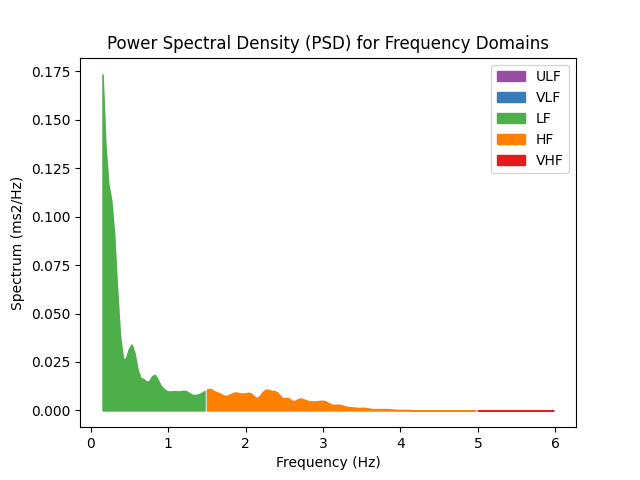 Power Spectral Density (PSD) for Frequency Domains
ULF
VLF
LF
HF
VHF
Spectrum (ms2/Hz)
0.175
0.150
0.125
0.100
0.075
0.050
0.025
0.000
0 1 2 3 4 5 6
Frequency (Hz)